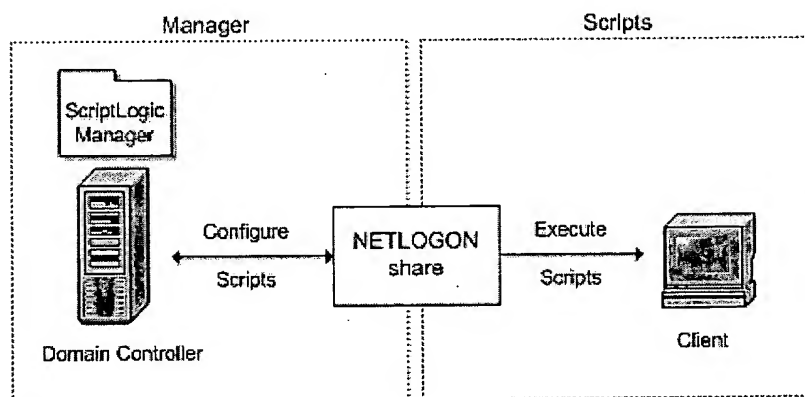 Manager
Scripts
ScriptLogic
Manager
Configure
Scripts
NETLOGON
share
Execute
Scripts
Domain Controller
Client